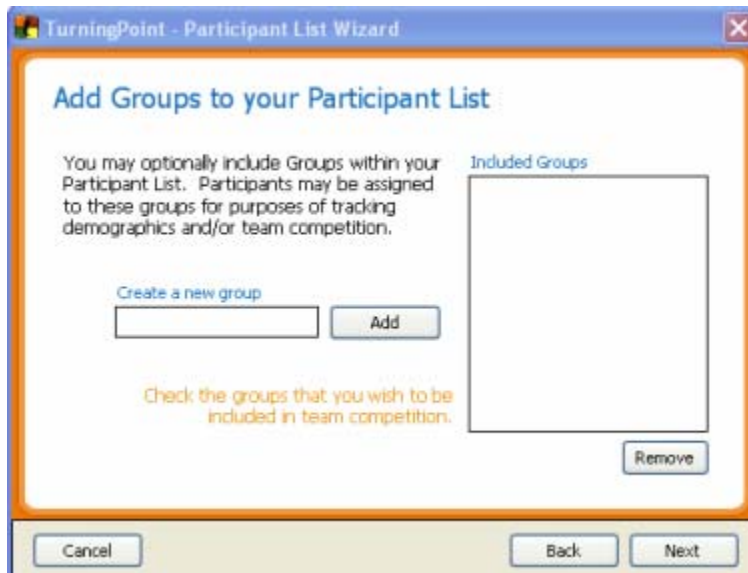 TurningPoint - Participant List Wizard
Add Groups to your Participant List
You may optionally include Groups within your
Participant List. Participants may be assigned
to these groups for purposes of tracking
demographics and/or team competition.
Included Groups
Create a new group
Add
Check the groups that you wish to be
included in team competition.
Remove
Cancel
Back
Next